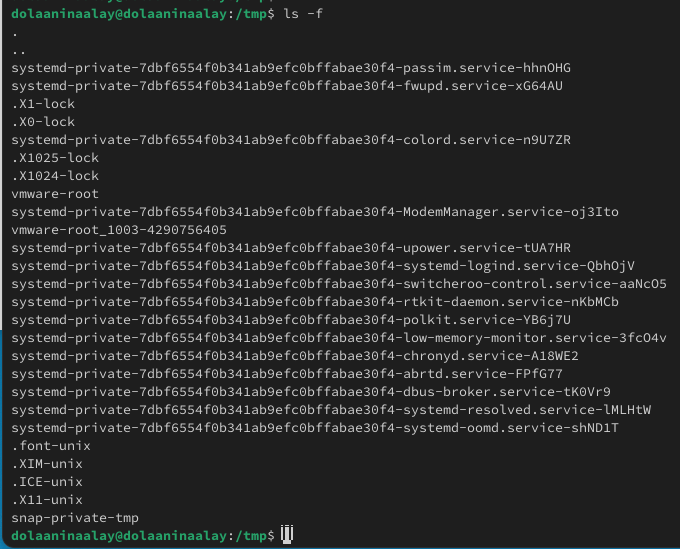 dolaaninaalay@dolaaninaalay:/tmp$ ls -f
.
..
systemd-private-7dbf6554f0b341ab9efc0bffabae30f4-passim.service-hhnOHG
systemd-private-7dbf6554f0b341ab9efc0bffabae30f4-fwupd.service-xG64AU
.X1-lock
.X0-lock
systemd-private-7dbf6554f0b341ab9efc0bffabae30f4-colord.service-n9U7ZR
.X1025-lock
.X1024-lock
vmware-root
systemd-private-7dbf6554f0b341ab9efc0bffabae30f4-ModemManager.service-oj3Ito
vmware-root_1003-4290756405
systemd-private-7dbf6554f0b341ab9efc0bffabae30f4-upower.service-tUA7HR
systemd-private-7dbf6554f0b341ab9efc0bffabae30f4-systemd-logind.service-QbhOjV
systemd-private-7dbf6554f0b341ab9efc0bffabae30f4-switcheroo-control.service-aaNcO5
systemd-private-7dbf6554f0b341ab9efc0bffabae30f4-rtkit-daemon.service-nKbMCb
systemd-private-7dbf6554f0b341ab9efc0bffabae30f4-polkit.service-YB6j7U
systemd-private-7dbf6554f0b341ab9efc0bffabae30f4-low-memory-monitor.service-3fcO4v
systemd-private-7dbf6554f0b341ab9efc0bffabae30f4-chronyd.service-A18WE2
systemd-private-7dbf6554f0b341ab9efc0bffabae30f4-abrtd.service-FPfG77
systemd-private-7dbf6554f0b341ab9efc0bffabae30f4-dbus-broker.service-tK0Vr9
systemd-private-7dbf6554f0b341ab9efc0bffabae30f4-systemd-resolved.service-lMLHtW
systemd-private-7dbf6554f0b341ab9efc0bffabae30f4-systemd-oomd.service-shND1T
.font-unix
.XIM-unix
.ICE-unix
.X11-unix
snap-private-tmp
dolaaninaalay@dolaaninaalay:/tmp$